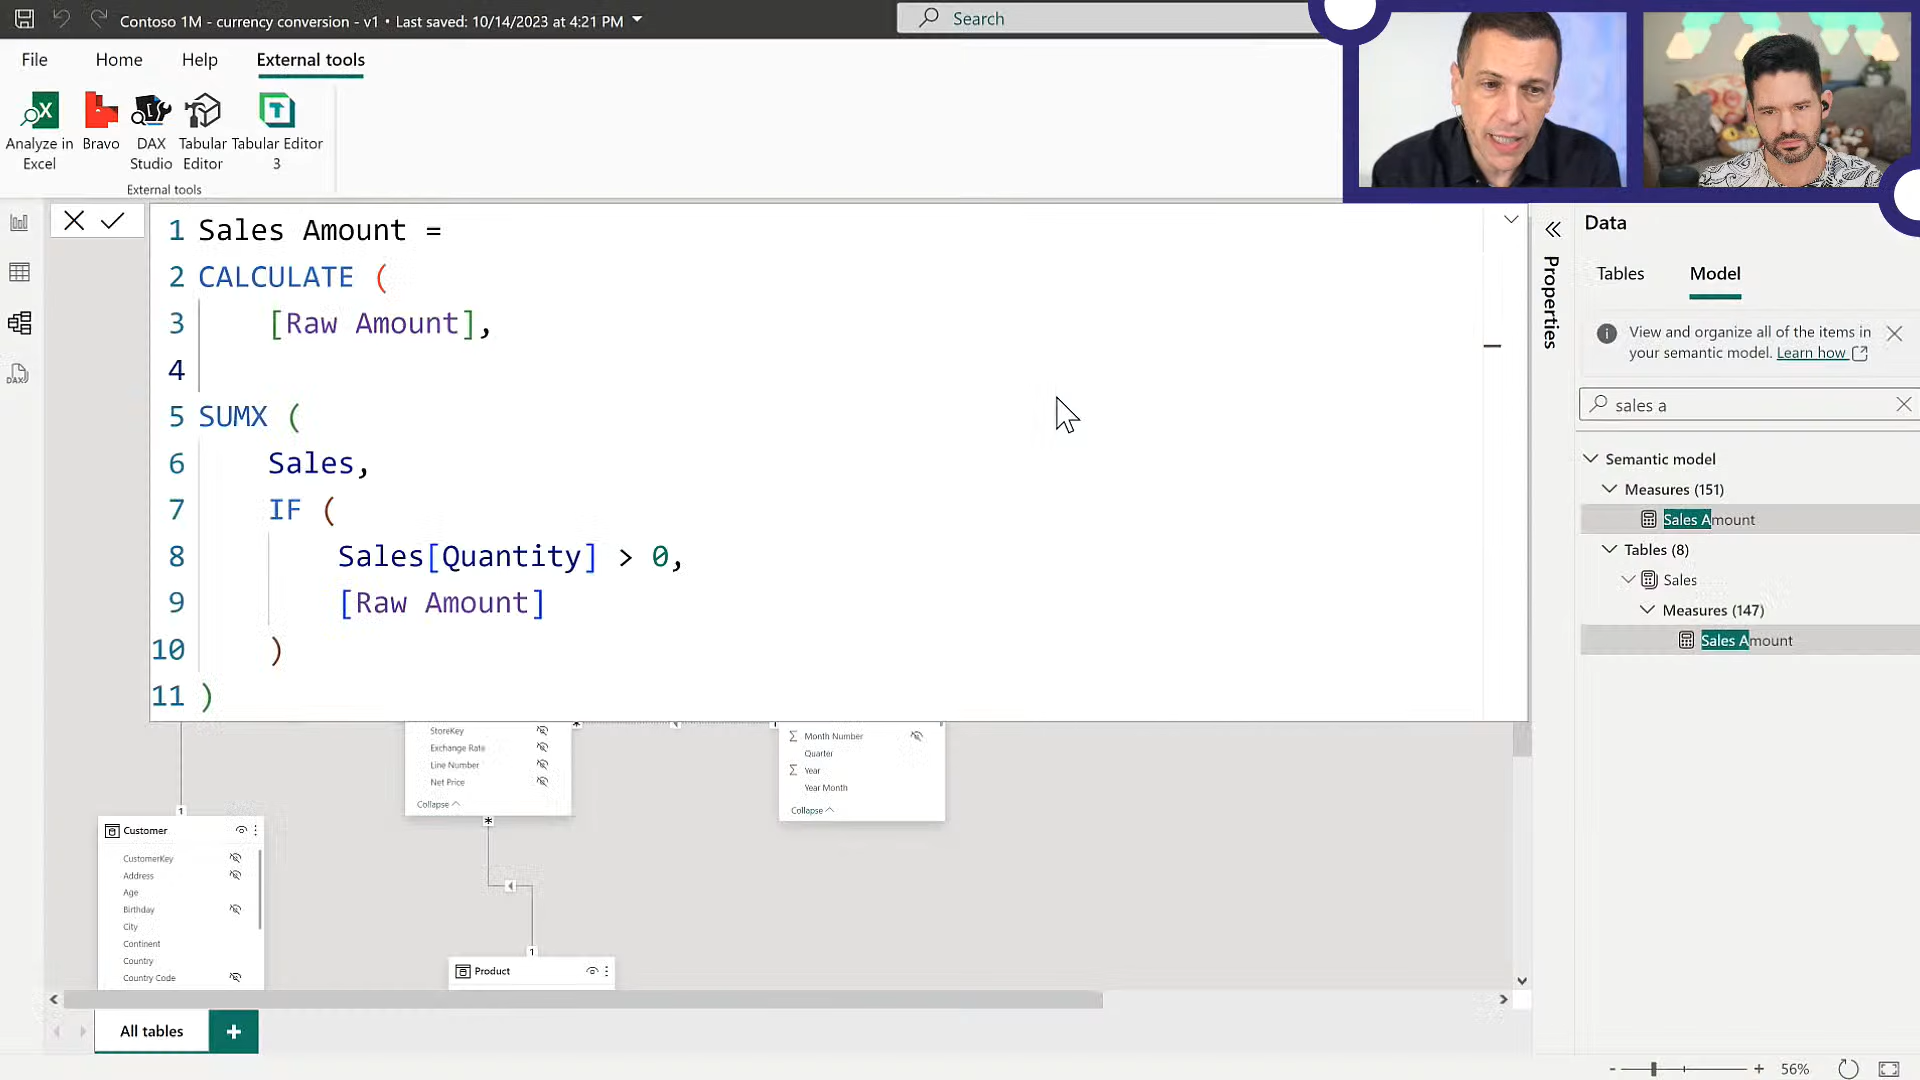 Contoso 1M - currency conversion - v1 • Last saved: 10/14/2023 at 4:21 PM
Search
File
Home
Help
External tools
Analyze in Excel
Bravo
DAX Studio
Tabular Editor
Tabular Editor 3
External tools
1 Sales Amount =
2 CALCULATE (
3 [Raw Amount],
4
5 SUMX (
6 Sales,
7 IF (
8 Sales[Quantity] > 0,
9 [Raw Amount]
10 )
11 )
StoreKey
Exchange Rate
Line Number
Net Price
Collapse
Month Number
Quarter
Year
Year Month
Collapse
1
*
Customer
CustomerKey
Address
Age
Birthday
City
Continent
Country
Country Code
1
Product
All tables
Properties
Data
Tables
Model
View and organize all of the items in
your semantic model. Learn how
sales a
Semantic model
Measures (151)
Sales Amount
Tables (8)
Sales
Measures (147)
Sales Amount
- + 56%
DAX